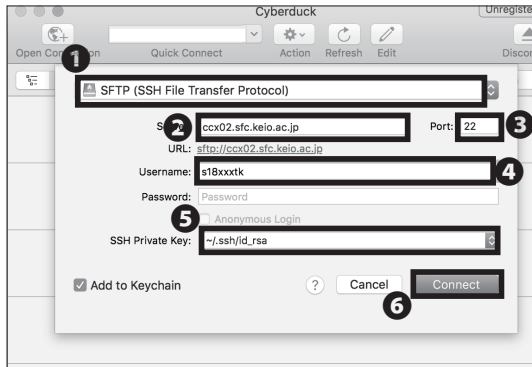 Cyberduck
Unregiste
Open Con tion
Quick Connect
Action
Refresh
Edit
Discon
1
SFTP (SSH File Transfer Protocol)
2
S
ccx02.sfc.keio.ac.jp
Port:
22
3
URL:
sftp://ccx02.sfc.keio.ac.jp
Username:
s18xxxtk
4
Password:
Password
5
Anonymous Login
SSH Private Key:
~/.ssh/id_rsa
Add to Keychain
?
Cancel
Connect
6